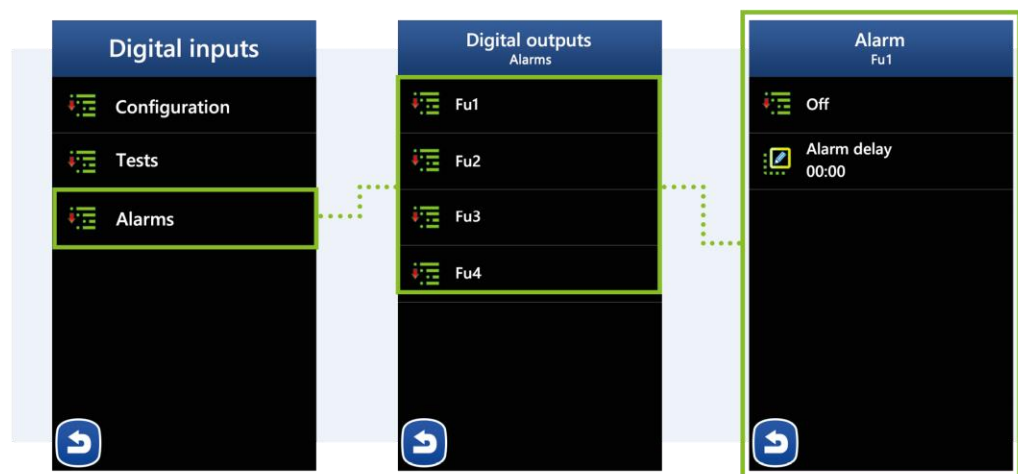 Digital inputs
Configuration
Tests
Alarms
Digital outputs
Alarms
Fu1
Fu2
Fu3
Fu4
Alarm
Fu1
Off
Alarm delay
00:00